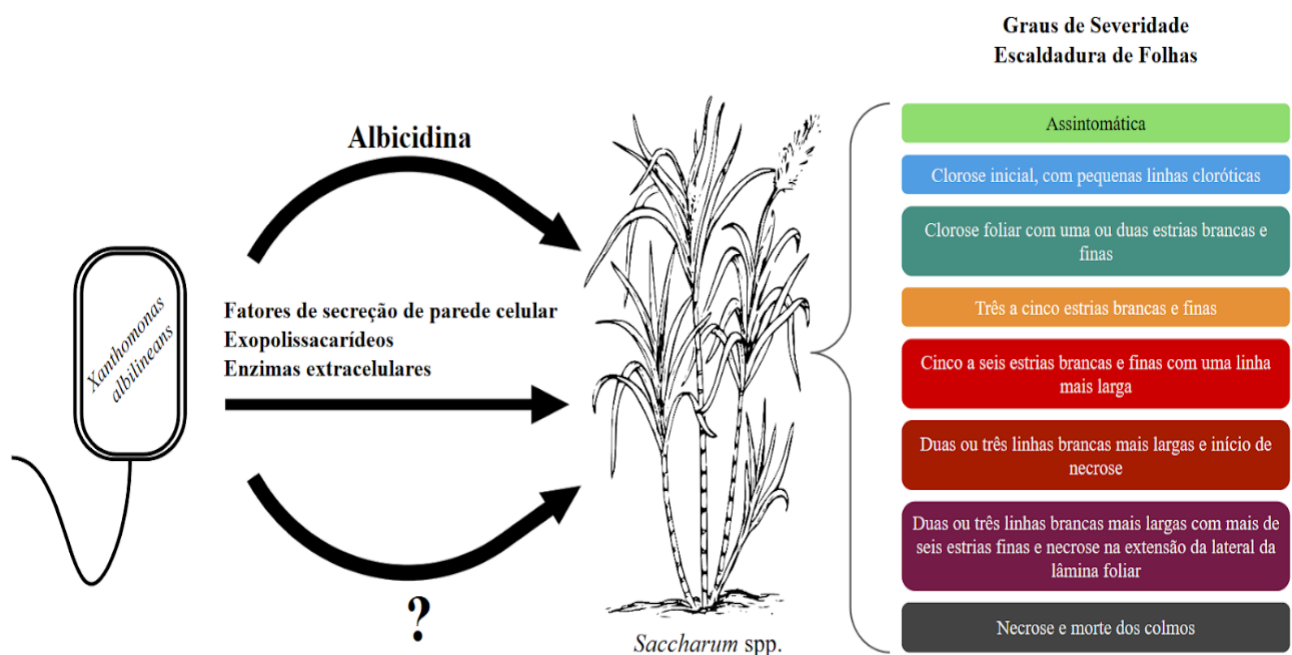 Graus de Severidade
Escaldadura de Folhas
Albicidina
Xanthomonas
albilineans
Fatores de secreção de parede celular
Exopolissacarídeos
Enzimas extracelulares
?
Saccharum spp.
Assintomática
Clorose inicial, com pequenas linhas cloróticas
Clorose foliar com uma ou duas estrias brancas e
finas
Três a cinco estrias brancas e finas
Cinco a seis estrias brancas e finas com uma linha
mais larga
Duas ou três linhas brancas mais largas e início de
necrose
Duas ou três linhas brancas mais largas com mais de
seis estrias finas e necrose na extensão da lateral da
lâmina foliar
Necrose e morte dos colmos